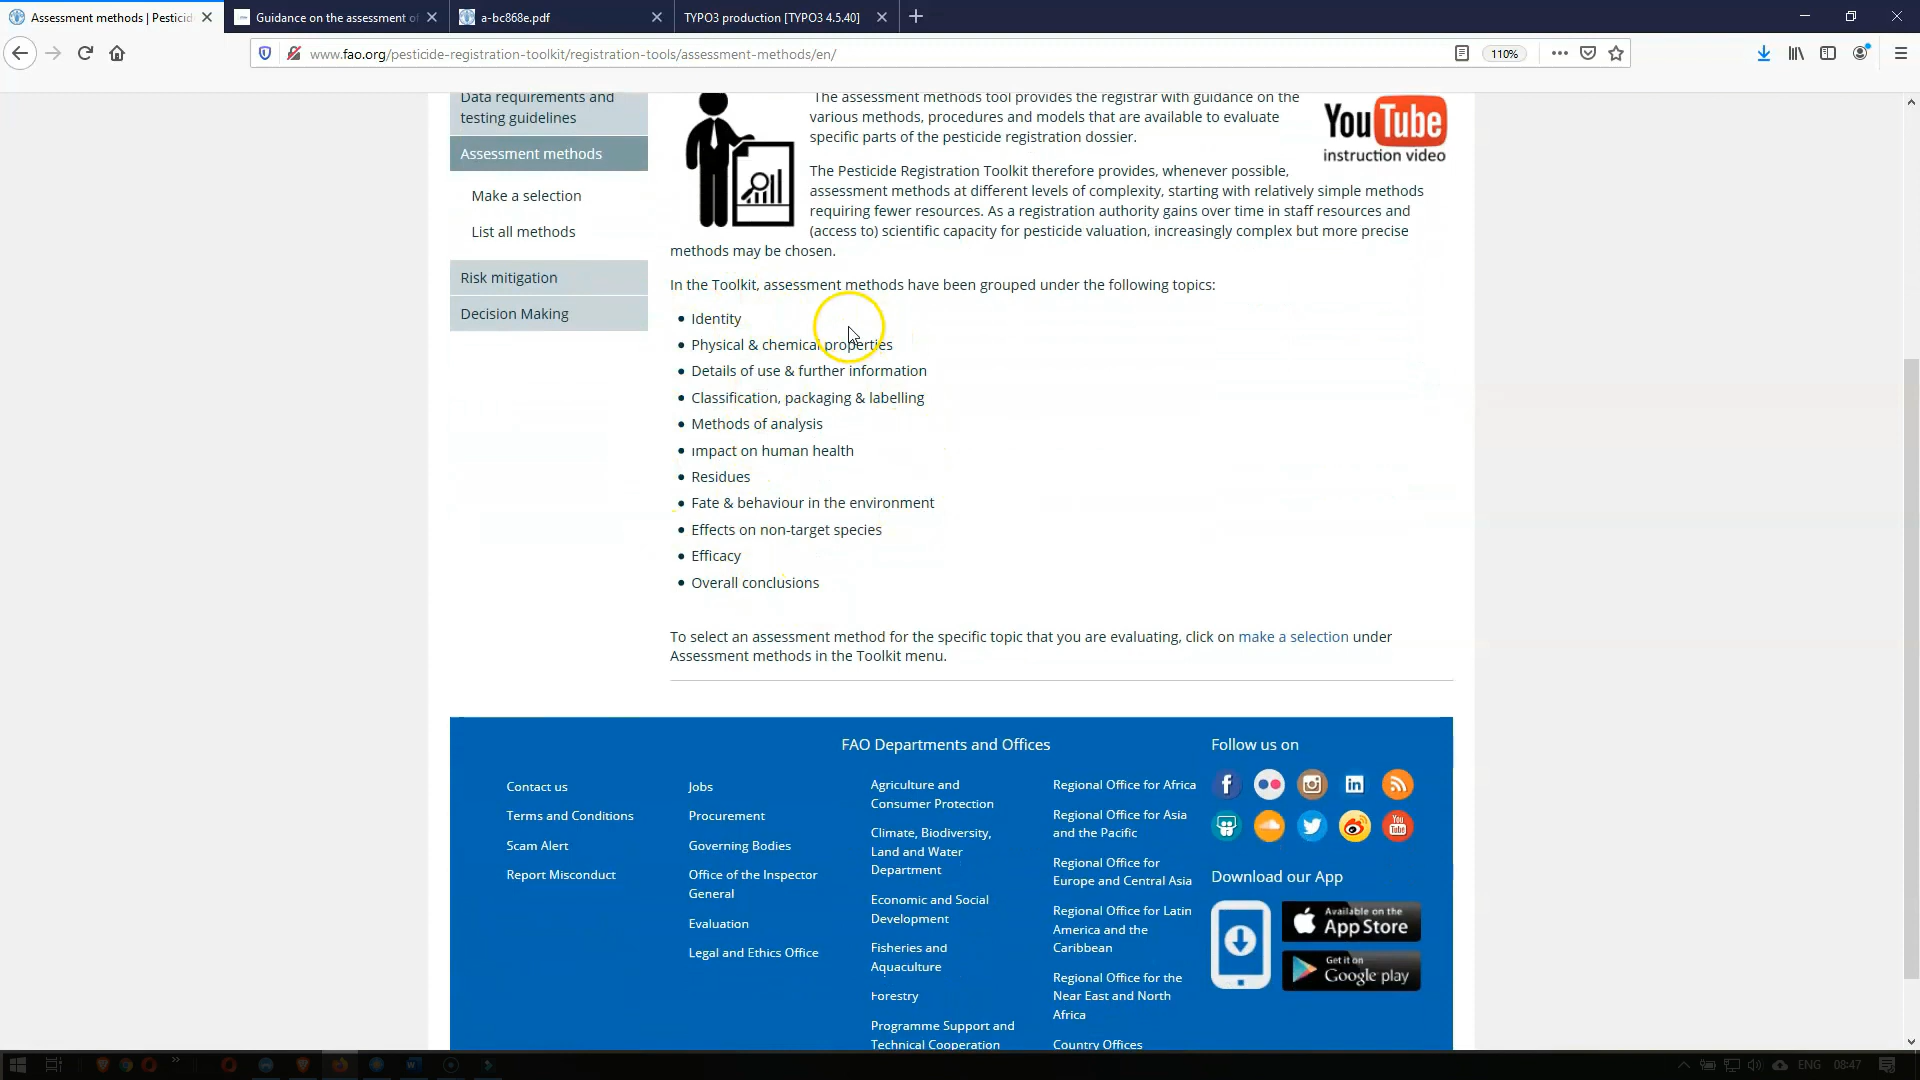 Assessment methods | Pesticid
Guidance on the assessment of
a-bc868e.pdf
TYPO3 production [TYPO3 4.5.40]
www.fao.org/pesticide-registration-toolkit/registration-tools/assessment-methods/en/
110%
Data requirements and
testing guidelines
Assessment methods
Make a selection
List all methods
Risk mitigation
Decision Making
The assessment methods tool provides the registrar with guidance on the
various methods, procedures and models that are available to evaluate
specific parts of the pesticide registration dossier.
YouTube
instruction video
The Pesticide Registration Toolkit therefore provides, whenever possible,
assessment methods at different levels of complexity, starting with relatively simple methods
requiring fewer resources. As a registration authority gains over time in staff resources and
(access to) scientific capacity for pesticide valuation, increasingly complex but more precise
methods may be chosen.
In the Toolkit, assessment methods have been grouped under the following topics:
• Identity
• Physical & chemical properties
• Details of use & further information
• Classification, packaging & labelling
• Methods of analysis
• Impact on human health
• Residues
• Fate & behaviour in the environment
• Effects on non-target species
• Efficacy
• Overall conclusions
To select an assessment method for the specific topic that you are evaluating, click on make a selection under
Assessment methods in the Toolkit menu.
FAO Departments and Offices
Follow us on
Contact us
Terms and Conditions
Scam Alert
Report Misconduct
Jobs
Procurement
Governing Bodies
Office of the Inspector
General
Evaluation
Legal and Ethics Office
Agriculture and
Consumer Protection
Climate, Biodiversity,
Land and Water
Department
Economic and Social
Development
Fisheries and
Aquaculture
Forestry
Programme Support and
Technical Cooperation
Regional Office for Africa
Regional Office for Asia
and the Pacific
Regional Office for
Europe and Central Asia
Regional Office for Latin
America and the
Caribbean
Regional Office for the
Near East and North
Africa
Country Offices
You
Tube
Download our App
Available on the
App Store
Get it on
Google play
ENG
08:47